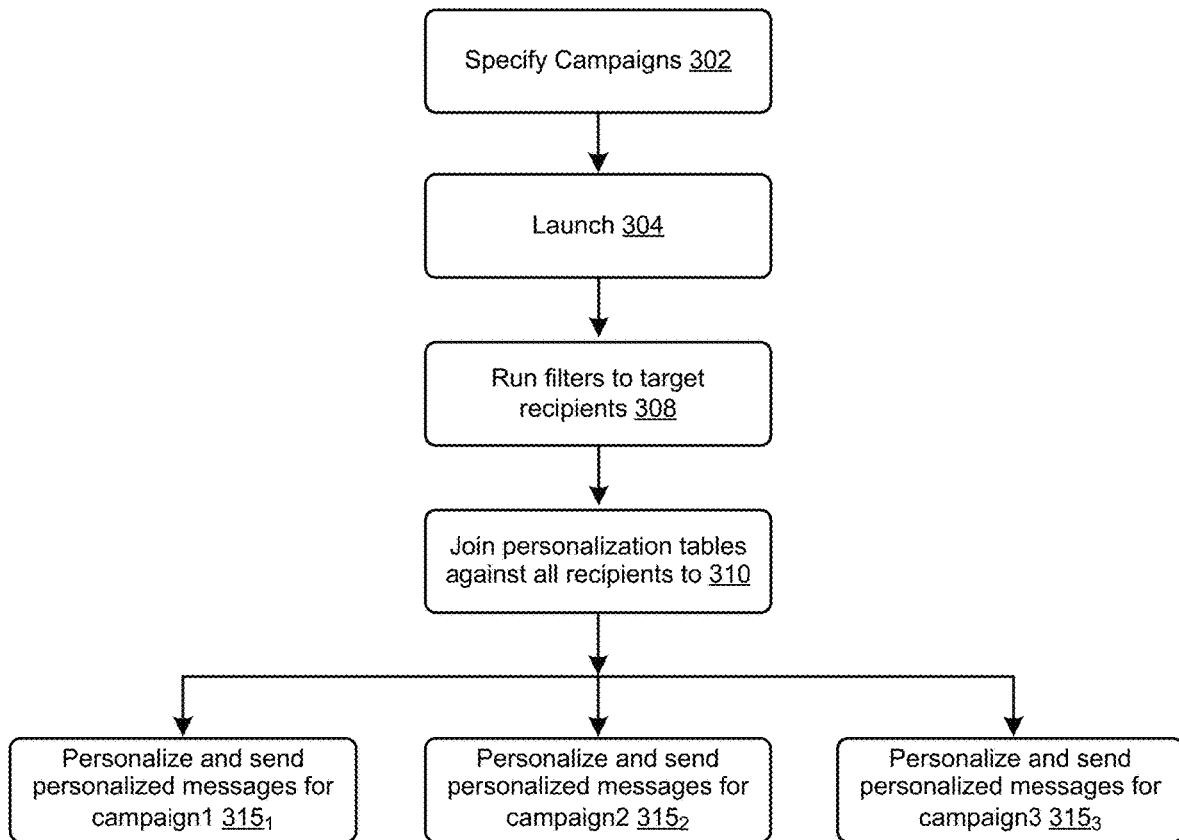 Specify Campaigns 302
Launch 304
Run filters to target
recipients 308
Join personalization tables
against all recipients to 310
Personalize and send
personalized messages for
campaign1 315₁
Personalize and send
personalized messages for
campaign2 315₂
Personalize and send
personalized messages for
campaign3 315₃